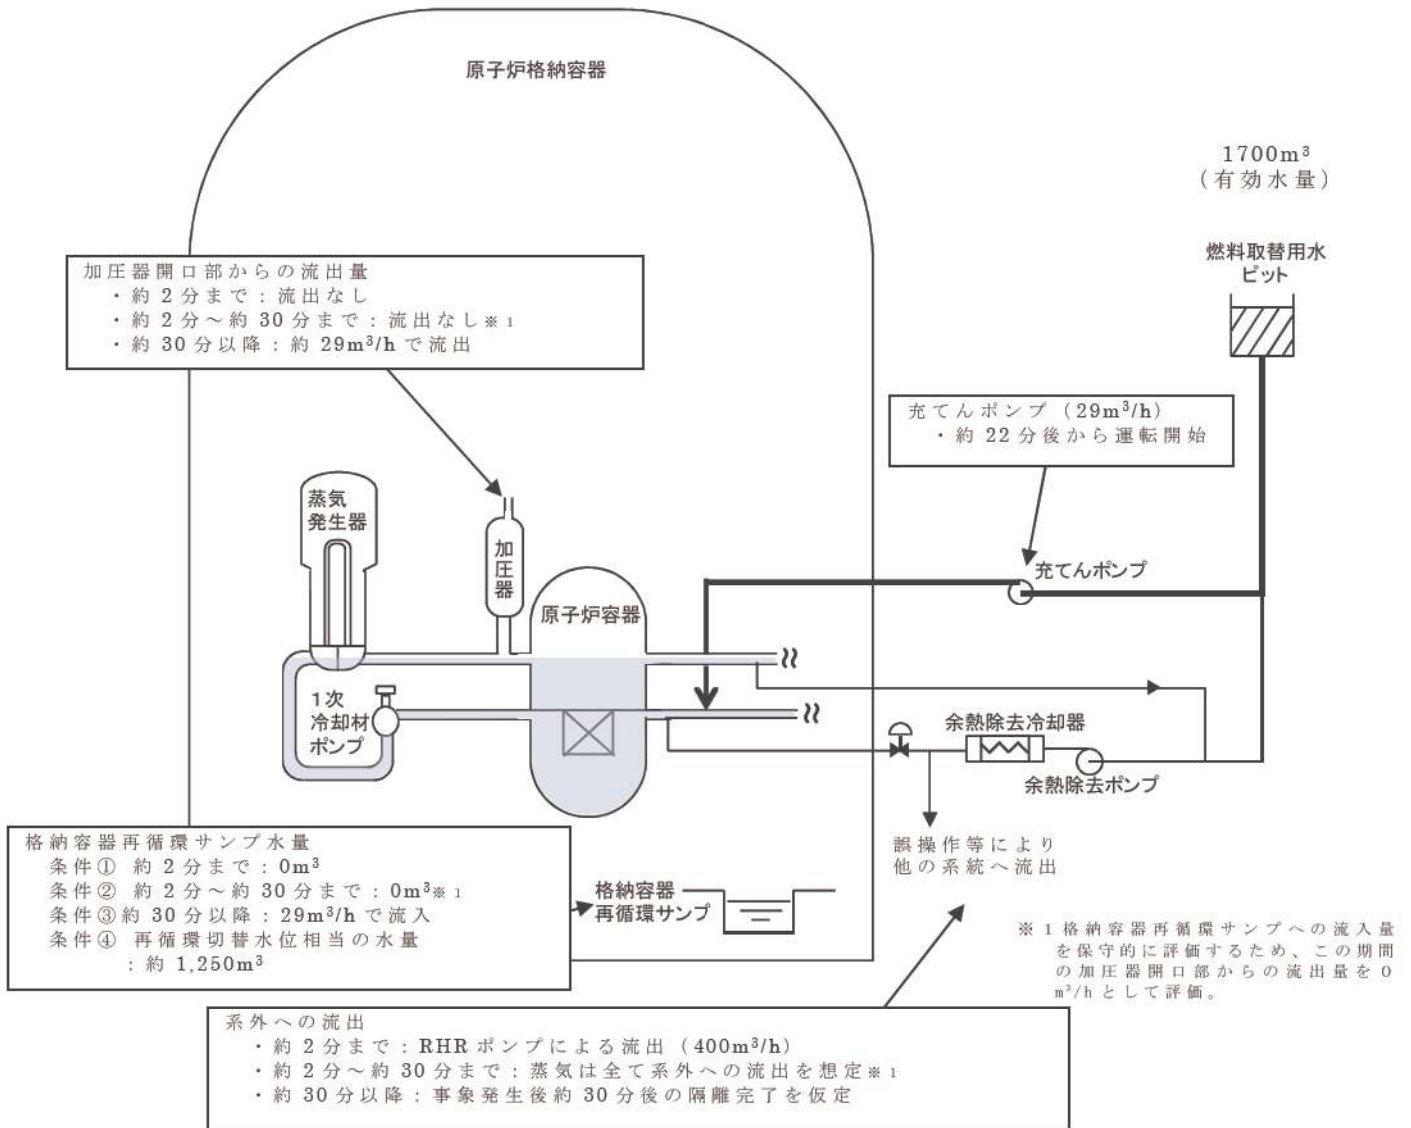 原子炉格納容器
1700m³
（有効水量）
燃料取替用水
ピット
加圧器開口部からの流出量
・約2分まで：流出なし
・約2分～約30分まで：流出なし※1
・約30分以降：約29m³/hで流出
充てんポンプ（29m³/h）
・約22分後から運転開始
蒸気
発生器
加圧器
原子炉容器
充てんポンプ
1次
冷却材
ポンプ
余熱除去冷却器
余熱除去ポンプ
誤操作等により
他の系統へ流出
格納容器再循環サンプ水量
条件① 約2分まで：0m³
条件② 約2分～約30分まで：0m³※1
条件③約30分以降：29m³/hで流入
条件④ 再循環切替水位相当の水量
：約1,250m³
格納容器
再循環サンプ
※1格納容器再循環サンプへの流入量
を保守的に評価するため、この期間
の加圧器開口部からの流出量を0
m³/hとして評価。
系外への流出
・約2分まで：RHRポンプによる流出（400m³/h）
・約2分～約30分まで：蒸気は全て系外への流出を想定※1
・約30分以降：事象発生後約30分後の隔離完了を仮定